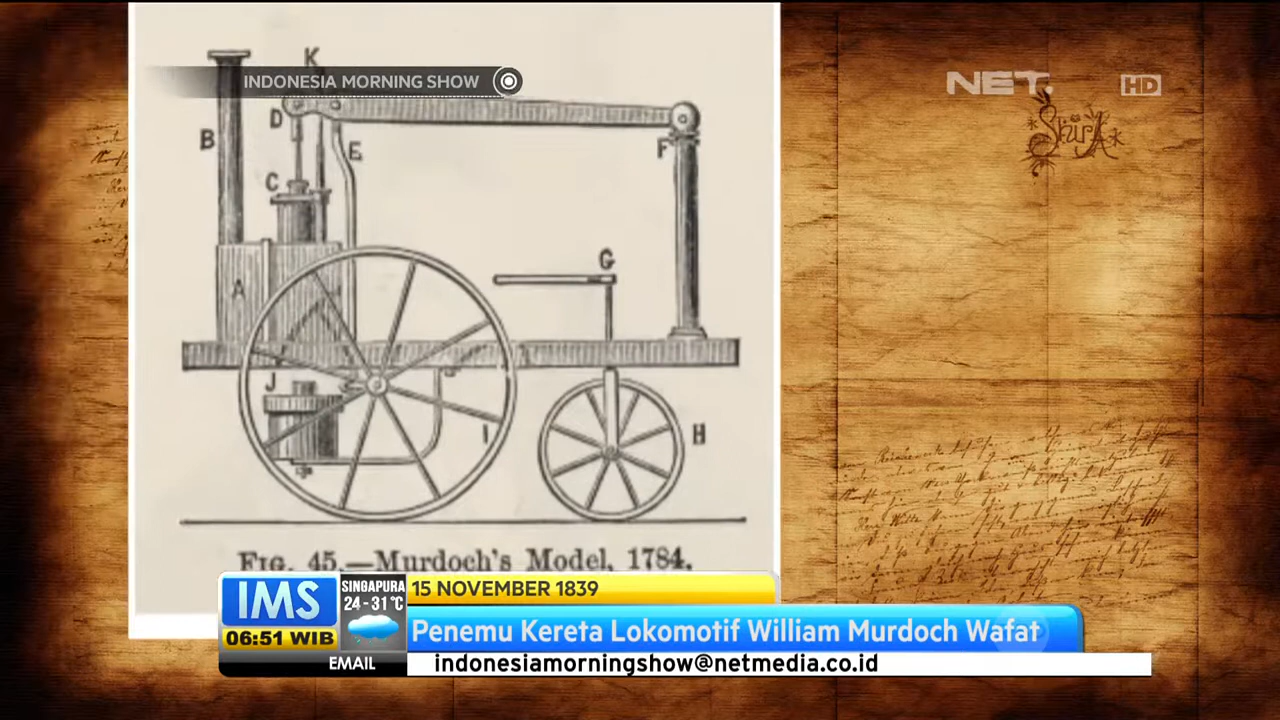 K
INDONESIA MORNING SHOW
NET.
HD
D
B
E
F
SkirA
C
G
A
J
I
H
FIG. 45.—MURDOCH'S MODEL, 1784.
IMS
SINGAPURA
24 - 31°C
15 NOVEMBER 1839
06:51 WIB
Penemu Kereta Lokomotif William Murdoch Wafat
EMAIL
indonesiamorningshow@netmedia.co.id